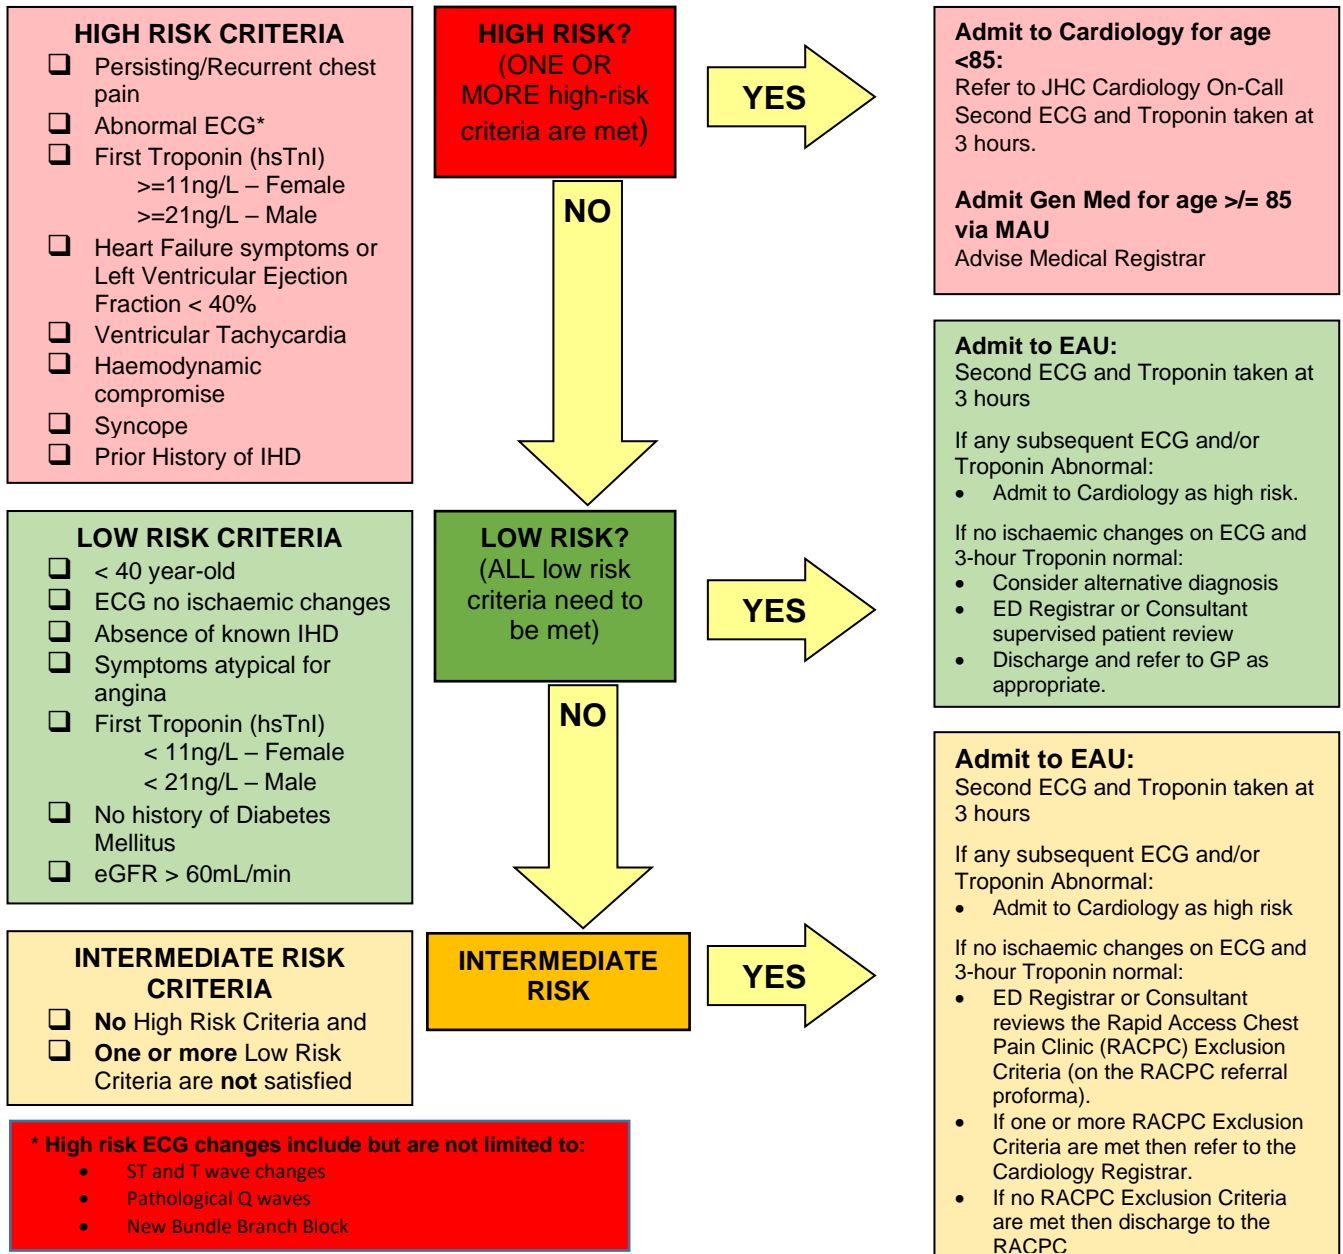 HIGH RISK CRITERIA
❑ Persisting/Recurrent chest
pain
❑ Abnormal ECG*
❑ First Troponin (hsTnI)
>=11ng/L – Female
>=21ng/L – Male
❑ Heart Failure symptoms or
Left Ventricular Ejection
Fraction < 40%
❑ Ventricular Tachycardia
❑ Haemodynamic
compromise
❑ Syncope
❑ Prior History of IHD
HIGH RISK?
(ONE OR
MORE high-risk
criteria are met)
YES
NO
Admit to Cardiology for age
<85:
Refer to JHC Cardiology On-Call
Second ECG and Troponin taken at
3 hours.
Admit Gen Med for age >/= 85
via MAU
Advise Medical Registrar
LOW RISK CRITERIA
❑ < 40 year-old
❑ ECG no ischaemic changes
❑ Absence of known IHD
❑ Symptoms atypical for
angina
❑ First Troponin (hsTnI)
< 11ng/L – Female
< 21ng/L – Male
❑ No history of Diabetes
Mellitus
❑ eGFR > 60mL/min
LOW RISK?
(ALL low risk
criteria need to
be met)
YES
NO
Admit to EAU:
Second ECG and Troponin taken at
3 hours
If any subsequent ECG and/or
Troponin Abnormal:
• Admit to Cardiology as high risk.
If no ischaemic changes on ECG and
3-hour Troponin normal:
• Consider alternative diagnosis
• ED Registrar or Consultant
supervised patient review
• Discharge and refer to GP as
appropriate.
INTERMEDIATE RISK
CRITERIA
❑ No High Risk Criteria and
❑ One or more Low Risk
Criteria are not satisfied
INTERMEDIATE
RISK
YES
Admit to EAU:
Second ECG and Troponin taken at
3 hours
If any subsequent ECG and/or
Troponin Abnormal:
• Admit to Cardiology as high risk
If no ischaemic changes on ECG and
3-hour Troponin normal:
• ED Registrar or Consultant
reviews the Rapid Access Chest
Pain Clinic (RACPC) Exclusion
Criteria (on the RACPC referral
proforma).
• If one or more RACPC Exclusion
Criteria are met then refer to the
Cardiology Registrar.
• If no RACPC Exclusion Criteria
are met then discharge to the
RACPC
* High risk ECG changes include but are not limited to:
• ST and T wave changes
• Pathological Q waves
• New Bundle Branch Block